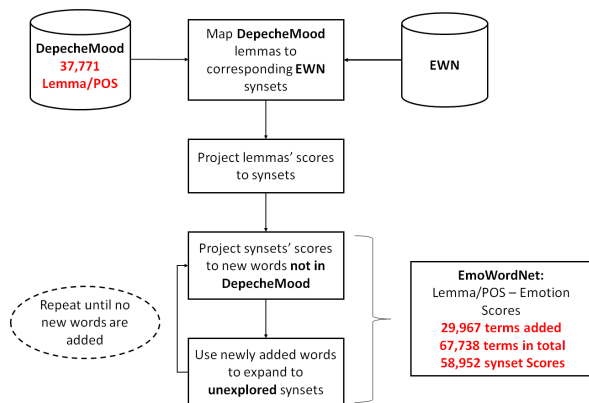 DepecheMood
37,771
Lemma/POS
Map DepecheMood
lemmas to
corresponding EWN
synsets
EWN
Project lemmas' scores
to synsets
Project synsets' scores
to new words not in
DepecheMood
Repeat until no
new words are
added
Use newly added words
to expand to
unexplored synsets
EmoWordNet:
Lemma/POS – Emotion
Scores
29,967 terms added
67,738 terms in total
58,952 synset Scores